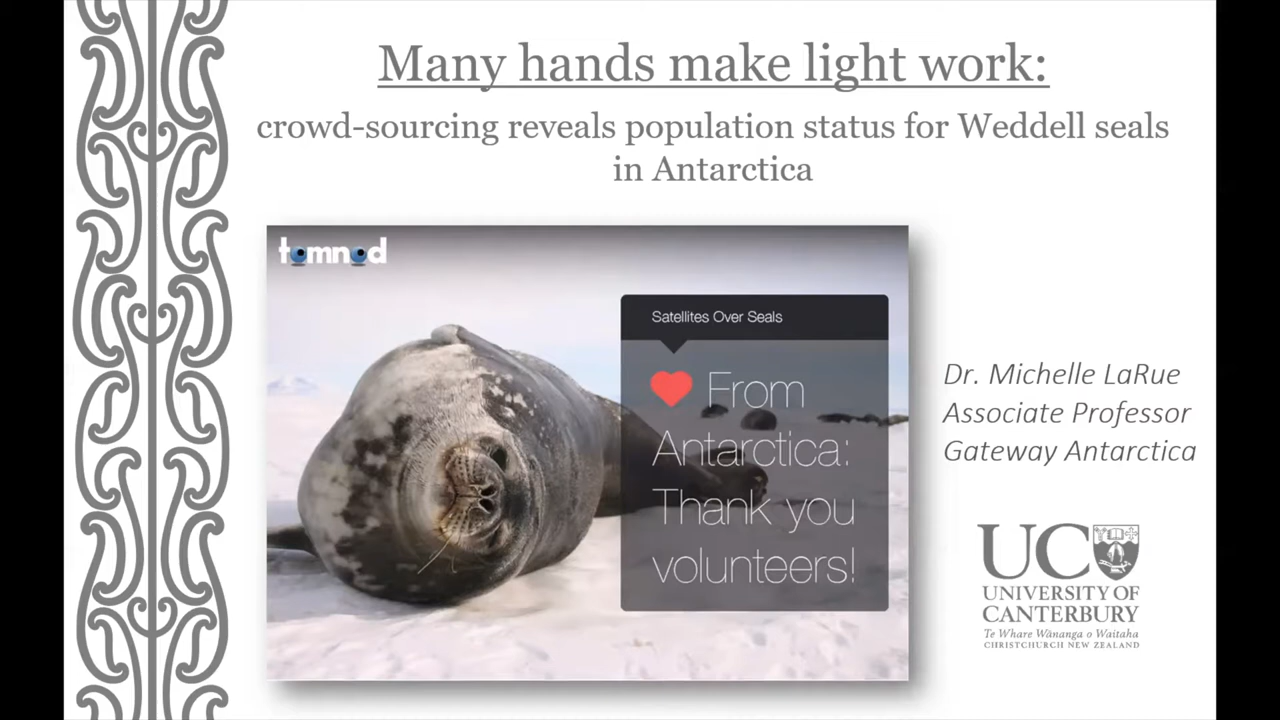 Many hands make light work:
crowd-sourcing reveals population status for Weddell seals
in Antarctica
tomnod
Satellites Over Seals
From
Antarctica:
Thank you
volunteers!
Dr. Michelle LaRue
Associate Professor
Gateway Antarctica
UC
UNIVERSITY OF
CANTERBURY
Te Whare Wānanga o Waitaha
CHRISTCHURCH NEW ZEALAND